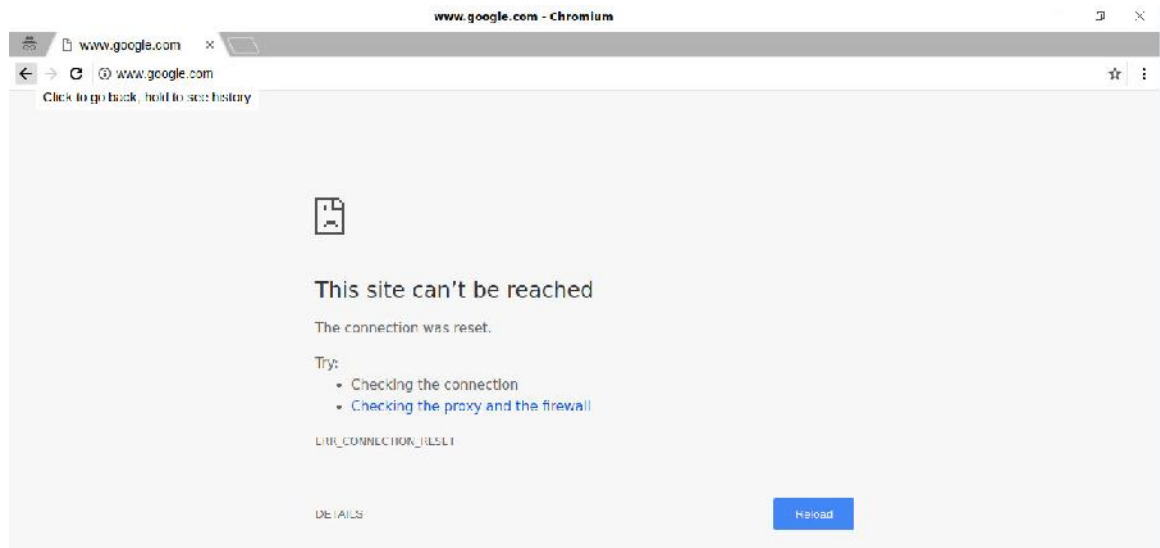 www.google.com - Chromium
www.google.com
www.google.com
Click to go back, hold to see history
This site can't be reached
The connection was reset.
Try:
• Checking the connection
• Checking the proxy and the firewall
ERR_CONNECTION_RESET
DETAILS
Reload